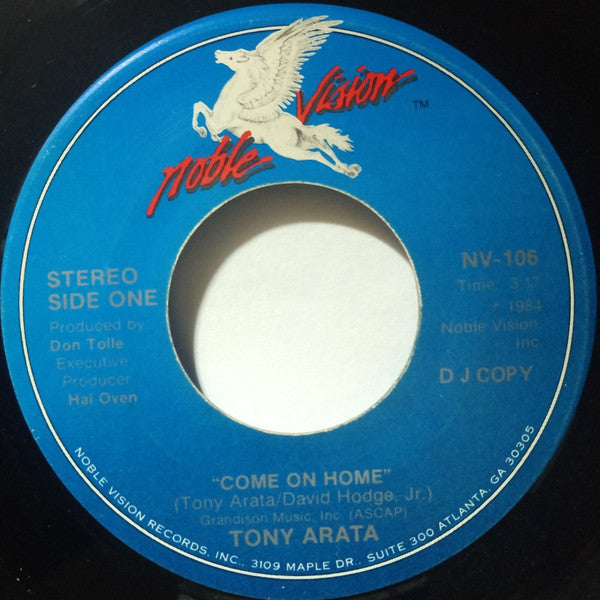 Noble Vision ™
STEREO
SIDE ONE
Produced by:
Don Tolle
Executive
Producer
Hal Oven
NV-106
Time: 3:17
℗ 1984
Noble Vision,
Inc
D J COPY
"COME ON HOME"
(Tony Arata/David Hodge, Jr.)
Grandison Music, Inc (ASCAP)
TONY ARATA
NOBLE VISION RECORDS, INC., 3109 MAPLE DR., SUITE 300 ATLANTA, GA 30305